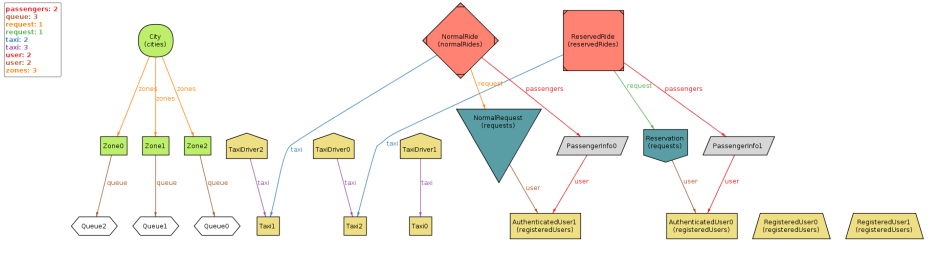 passengers: 2
queue: 3
request: 1
request: 1
taxi: 2
taxi: 3
user: 2
user: 2
zones: 3
City
(cities)
NormalRide
(normalRides)
ReservedRide
(reservedRides)
zones
zones
zones
request
passengers
request
passengers
Zone0
Zone1
Zone2
TaxiDriver2
taxi
TaxiDriver0
taxi
TaxiDriver1
NormalRequest
(requests)
PassengerInfo0
Reservation
(requests)
PassengerInfo1
queue
queue
queue
taxi
taxi
taxi
user
user
user
user
Queue2
Queue1
Queue0
Taxi1
Taxi2
Taxi0
AuthenticatedUser1
(registeredUsers)
AuthenticatedUser0
(registeredUsers)
RegisteredUser0
(registeredUsers)
RegisteredUser1
(registeredUsers)